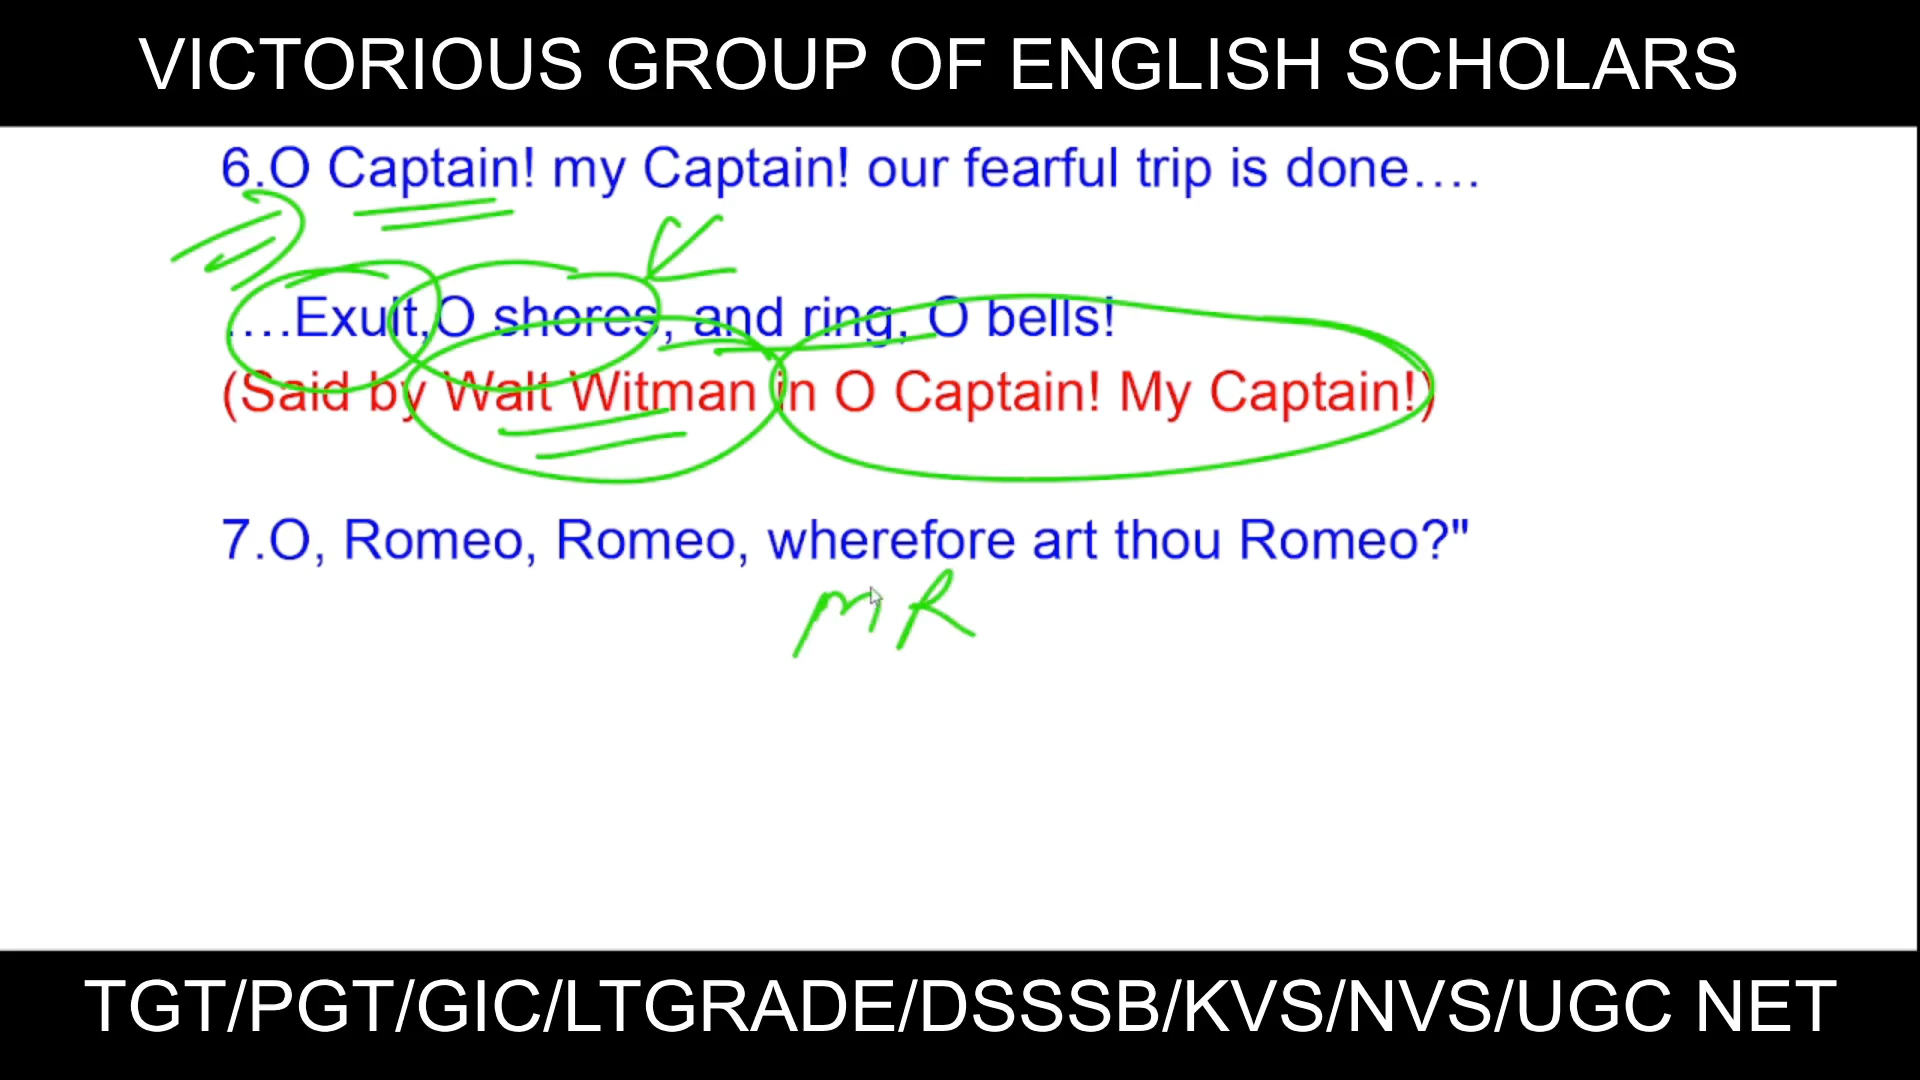 VICTORIOUS GROUP OF ENGLISH SCHOLARS
6.O Captain! my Captain! our fearful trip is done....
....Exult,O shores, and ring, O bells!
(Said by Walt Witman in O Captain! My Captain!)
7.O, Romeo, Romeo, wherefore art thou Romeo?"
MR
TGT/PGT/GIC/LTGRADE/DSSSB/KVS/NVS/UGC NET